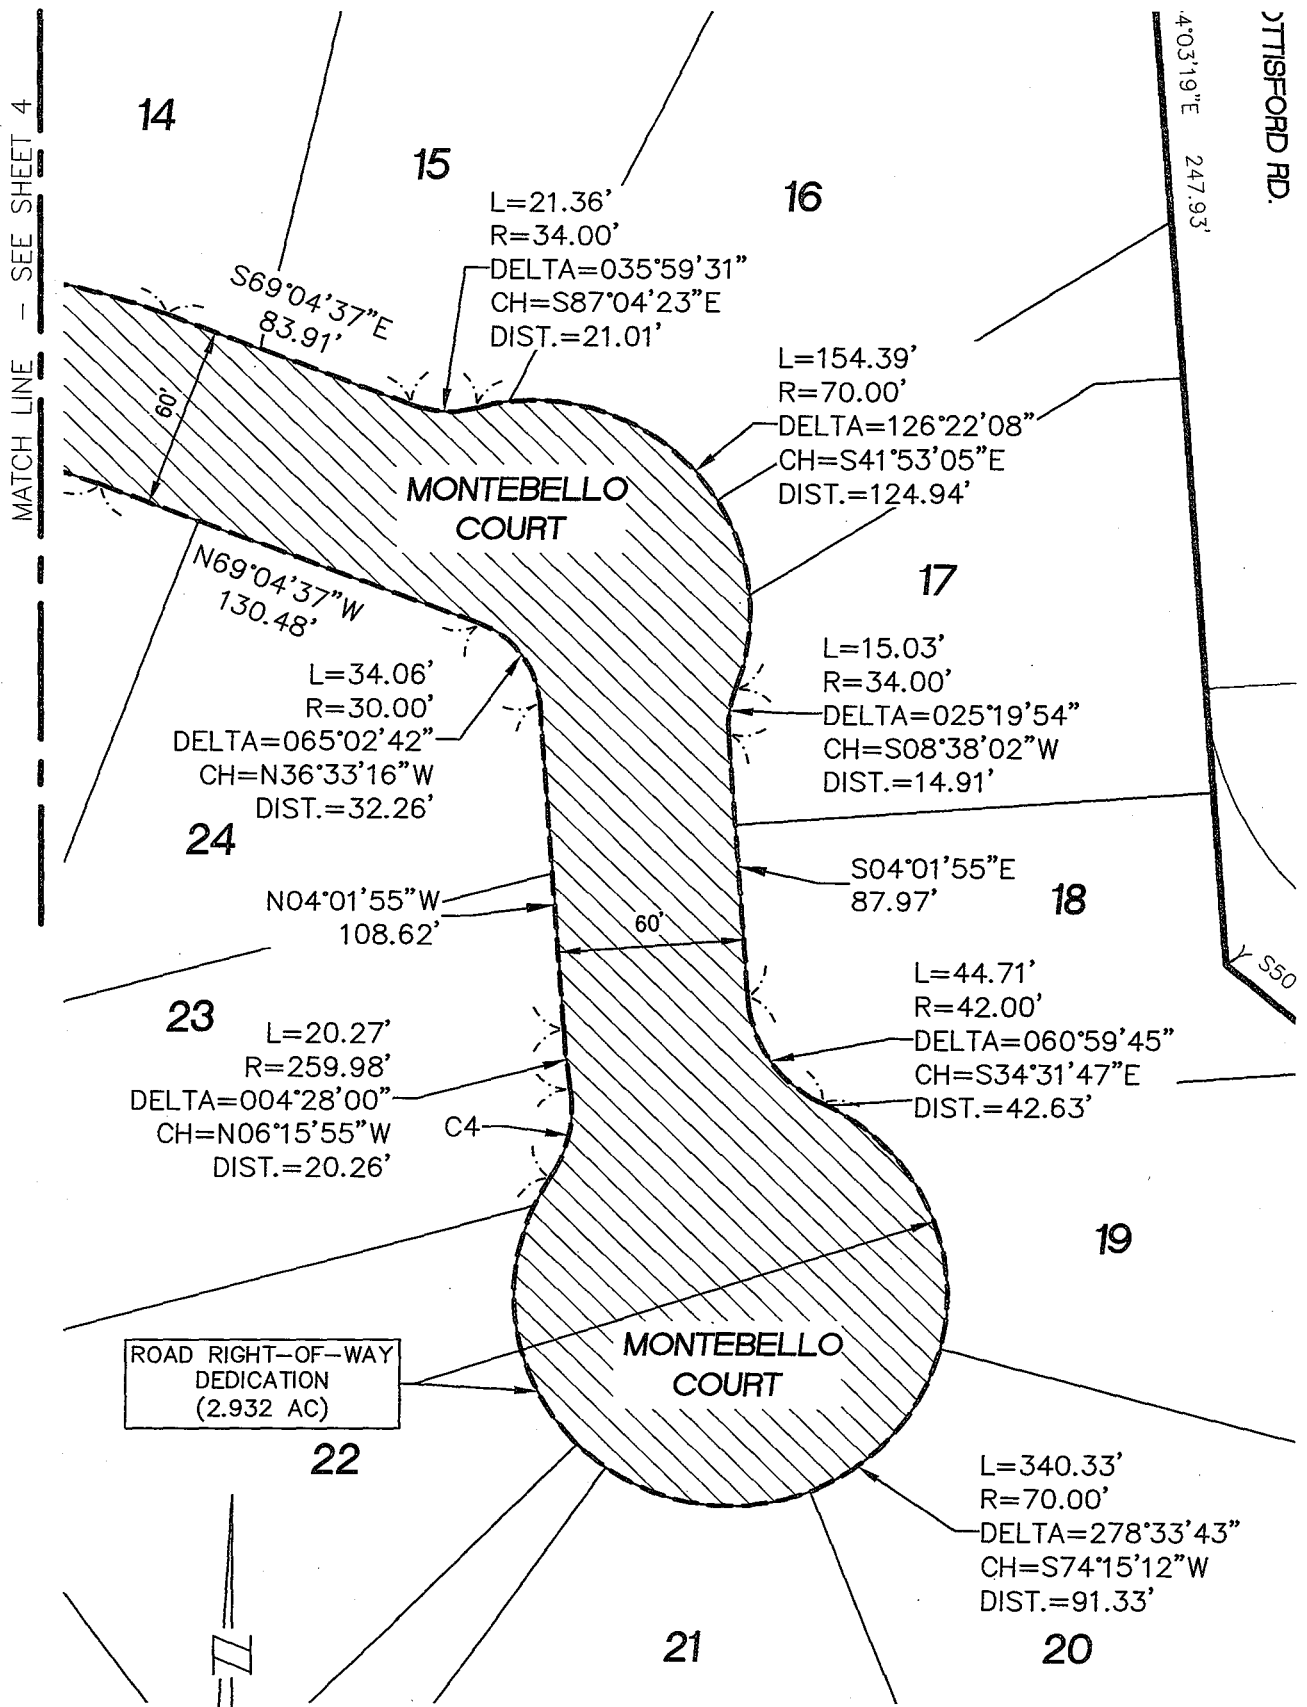 14
15
16
MATCH LINE - SEE SHEET 4
4°03'19"E 247.93'
RD.
L=21.36'
R=34.00'
DELTA=035°59'31"
CH=S87°04'23"E
DIST.=21.01'
S69°04'37"E
83.91'
60'
L=154.39'
R=70.00'
DELTA=126°22'08"
CH=S41°53'05"E
DIST.=124.94'
MONTEBELLO
COURT
N69°04'37"W
130.48'
17
L=34.06'
R=30.00'
DELTA=065°02'42"
CH=N36°33'16"W
DIST.=32.26'
L=15.03'
R=34.00'
DELTA=025°19'54"
CH=S08°38'02"W
DIST.=14.91'
24
N04°01'55"W
108.62'
60'
S04°01'55"E
87.97'
18
S50
23
L=20.27'
R=259.98'
DELTA=004°28'00"
CH=N06°15'55"W
DIST.=20.26'
C4
L=44.71'
R=42.00'
DELTA=060°59'45"
CH=S34°31'47"E
DIST.=42.63'
19
ROAD RIGHT-OF-WAY
DEDICATION
(2.932 AC)
MONTEBELLO
COURT
22
L=340.33'
R=70.00'
DELTA=278°33'43"
CH=S74°15'12"W
DIST.=91.33'
21
20
N